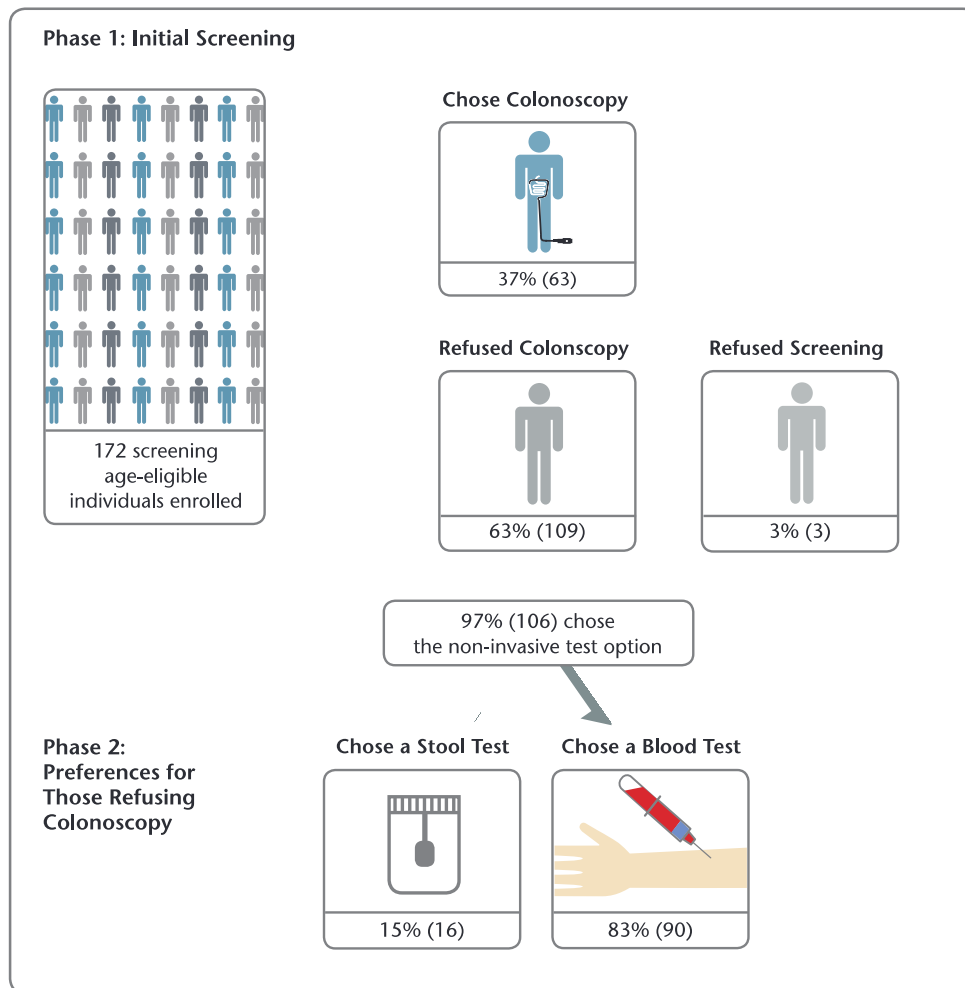 Phase 1: Initial Screening
Chose Colonoscopy
37% (63)
172 screening
age-eligible
individuals enrolled
Refused Colonscopy
63% (109)
Refused Screening
3% (3)
97% (106) chose
the non-invasive test option
Phase 2:
Preferences for
Those Refusing
Colonoscopy
Chose a Stool Test
15% (16)
Chose a Blood Test
83% (90)